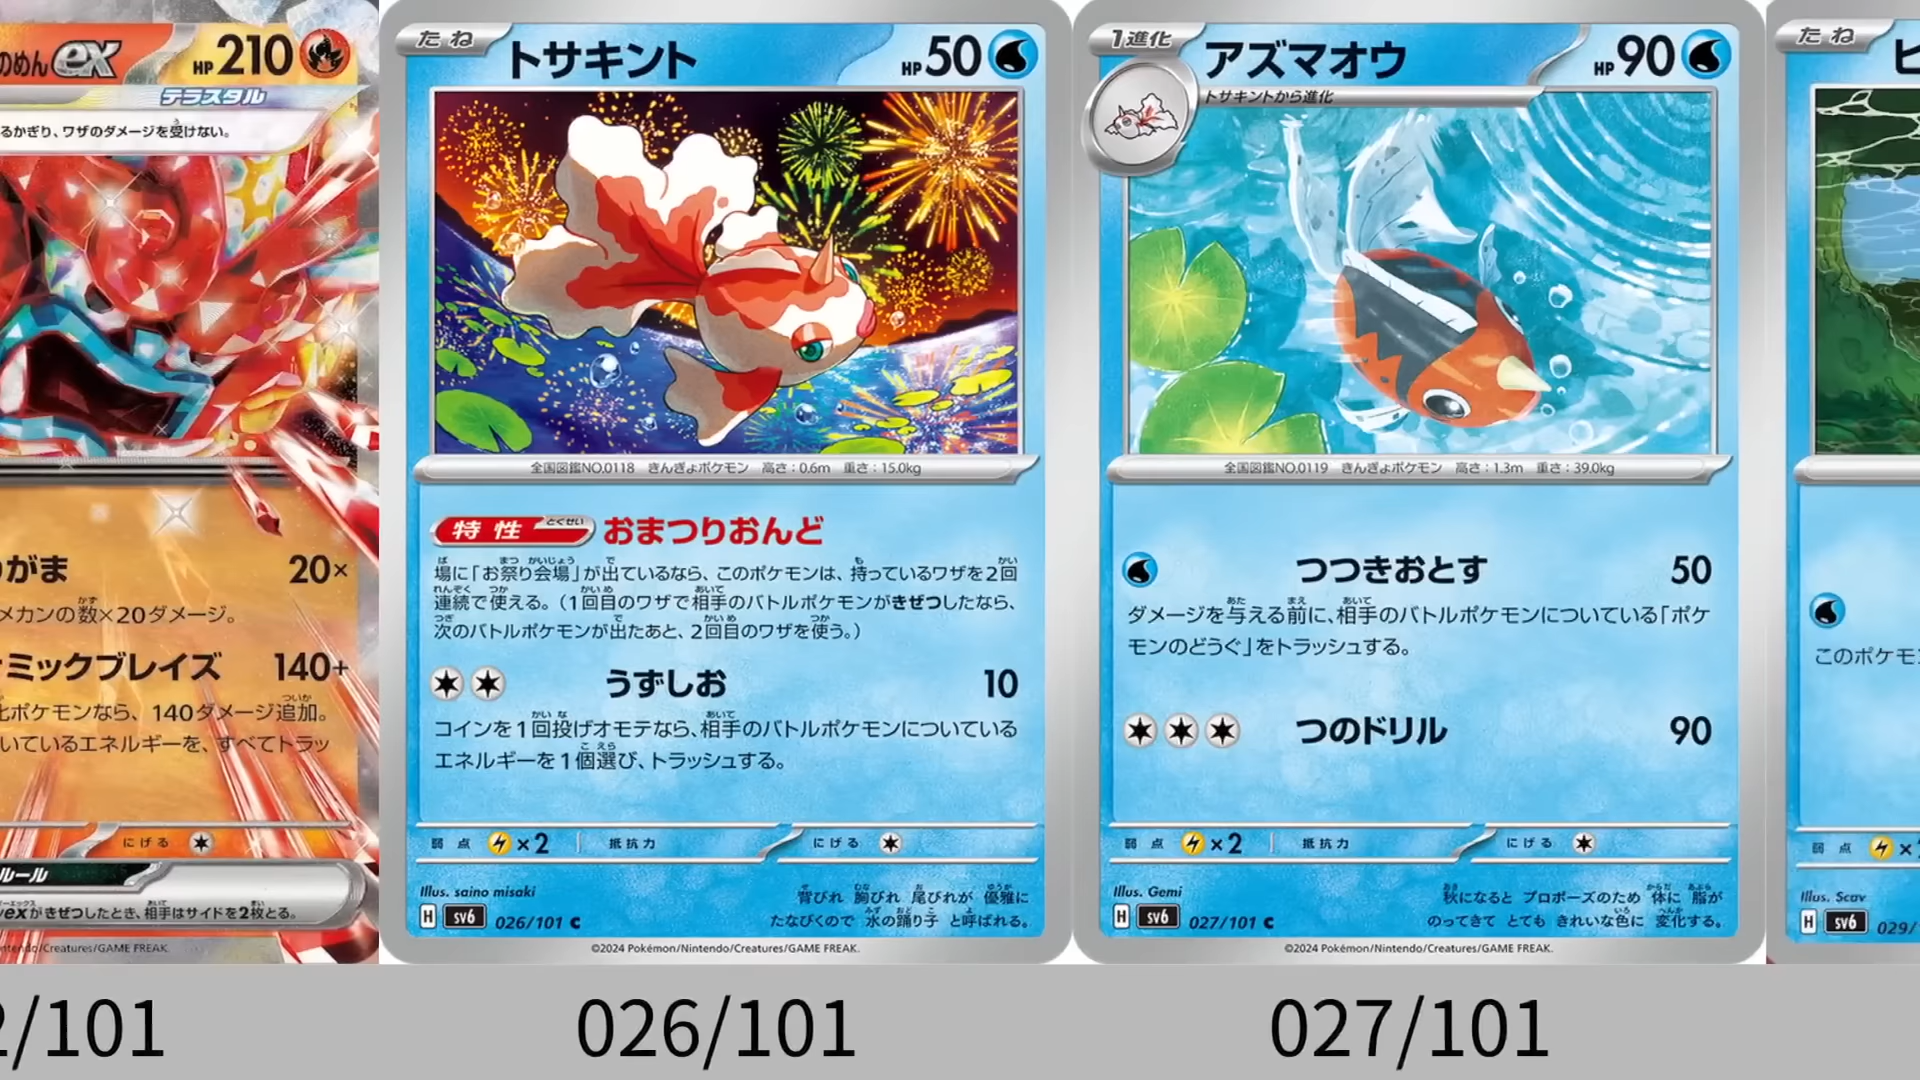 のめんex HP210
テラスタル
るかぎり、ワザのダメージを受けない。
がま 20×
メカンの数×20ダメージ。
ミックブレイズ 140+
ポケモンなら、140ダメージ追加。
いているエネルギーを、すべてトラッ
にげる
ルール
exがきぜつしたとき、相手はサイドを2枚とる。
ntendo/Creatures/GAME FREAK.
/101
たね
トサキント
HP50
全国図鑑NO.0118 きんぎょポケモン 高さ:0.6m 重さ:15.0kg
特性 おまつりおんど
場に「お祭り会場」が出ているなら、このポケモンは、持っているワザを2回
連続で使える。(1回目のワザで相手のバトルポケモンがきぜつしたなら、
次のバトルポケモンが出たあと、2回目のワザを使う。)
うずしお 10
コインを1回投げオモテなら、相手のバトルポケモンについている
エネルギーを1個選び、トラッシュする。
弱点 ×2 抵抗力 にげる
Illus. saino misaki
H sv6 026/101 C
背びれ 胸びれ 尾びれが 優雅に
たなびくので 水の踊り子 と呼ばれる。
©2024 Pokémon/Nintendo/Creatures/GAME FREAK.
026/101
1進化
アズマオウ
HP90
トサキントから進化
全国図鑑NO.0119 きんぎょポケモン 高さ:1.3m 重さ:39.0kg
つつきおとす 50
ダメージを与える前に、相手のバトルポケモンについている「ポケ
モンのどうぐ」をトラッシュする。
つのドリル 90
弱点 ×2 抵抗力 にげる
Illus. Gemi
H sv6 027/101 C
秋になると プロポーズのため 体に 脂が
のってきて とても きれいな色に 変化する。
©2024 Pokémon/Nintendo/Creatures/GAME FREAK.
027/101
たね
ヒ
このポケモ
弱点 ×
Illus. Scav
H sv6 029/